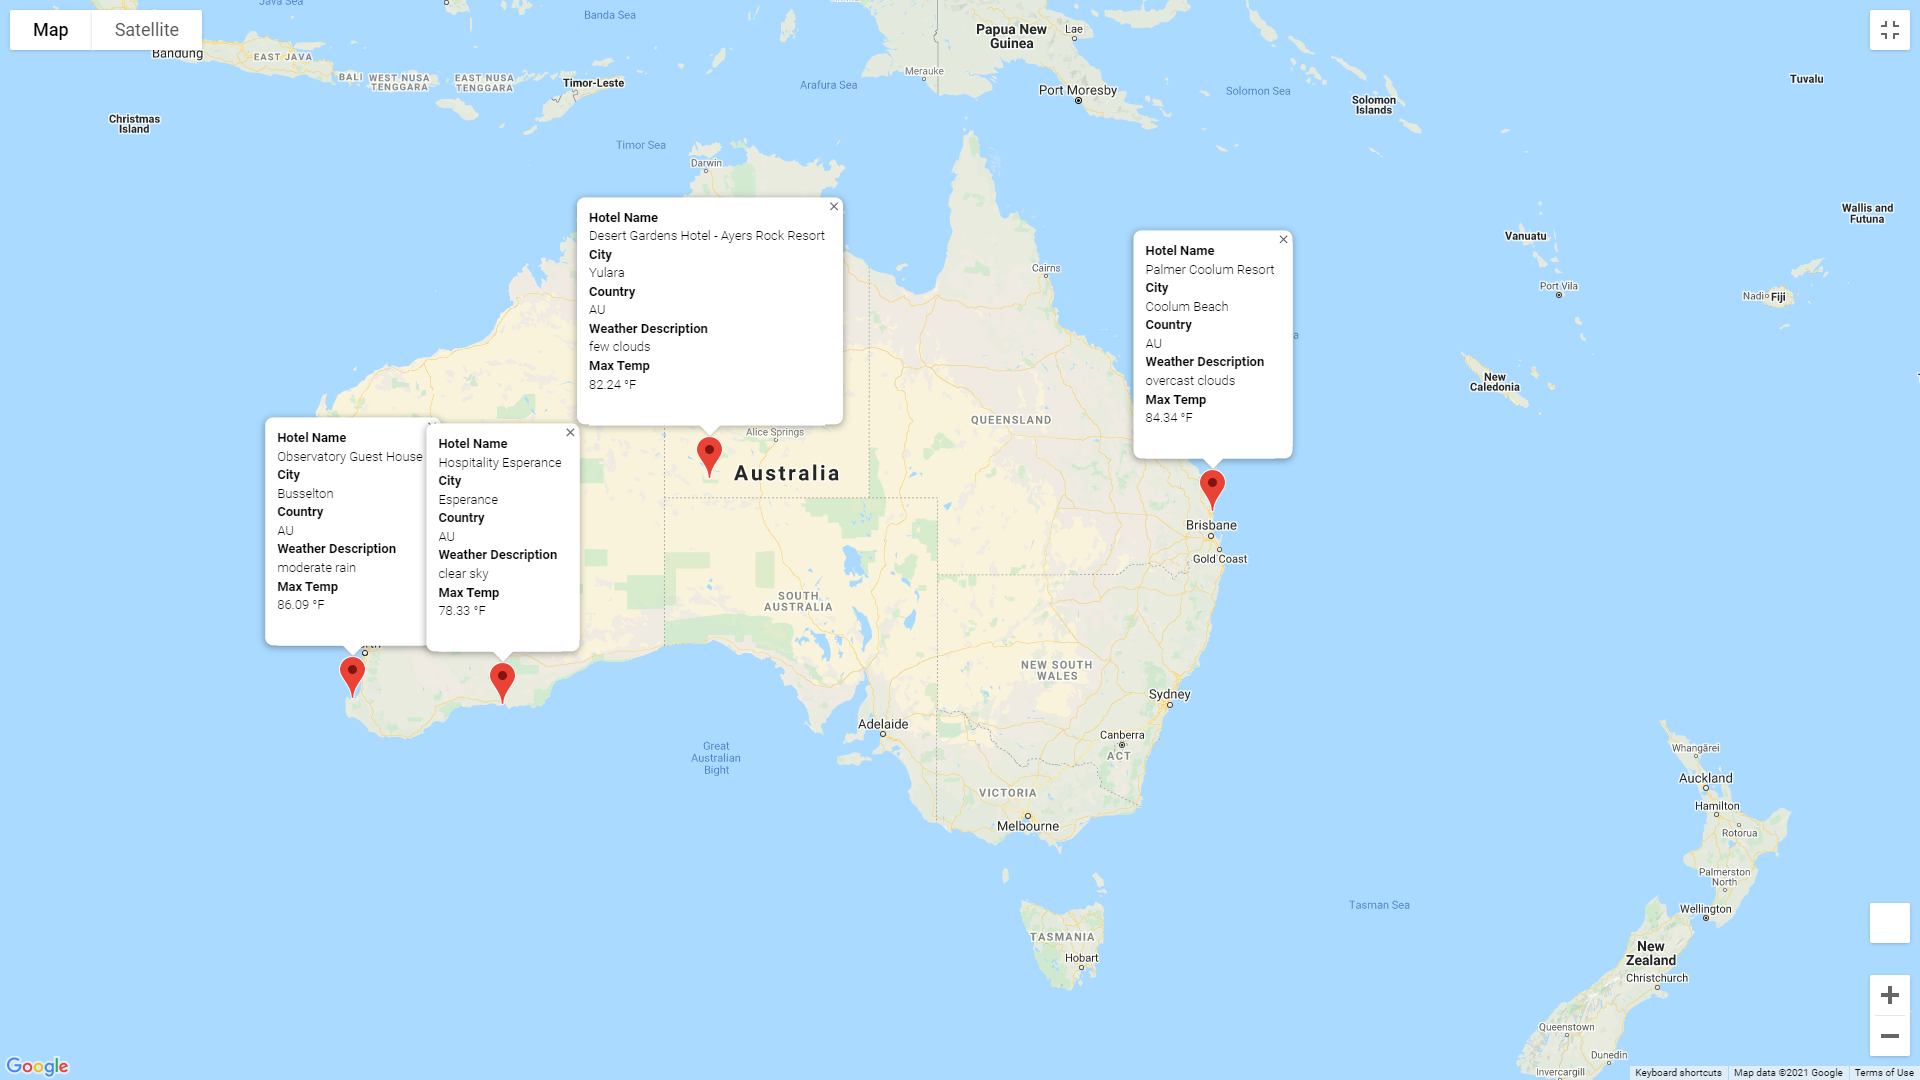 Map
Satellite
Java Sea
Banda Sea
Papua New
Guinea
Lae
Bandung
EAST JAVA
BALI
WEST NUSA
TENGGARA
EAST NUSA
TENGGARA
Timor-Leste
Arafura Sea
Merauke
Port Moresby
Solomon Sea
Solomon
Islands
Tuvalu
Christmas
Island
Timor Sea
Darwin
Wallis and
Futuna
Vanuatu
Port Vila
Nadi
Fiji
Cairns
New
Caledonia
Hotel Name
Desert Gardens Hotel - Ayers Rock Resort
City
Yulara
Country
AU
Weather Description
few clouds
Max Temp
82.24 °F
Hotel Name
Palmer Coolum Resort
City
Coolum Beach
Country
AU
Weather Description
overcast clouds
Max Temp
84.34 °F
Hotel Name
Observatory Guest House
City
Busselton
Country
AU
Weather Description
moderate rain
Max Temp
86.09 °F
Hotel Name
Hospitality Esperance
City
Esperance
Country
AU
Weather Description
clear sky
Max Temp
78.33 °F
QUEENSLAND
Alice Springs
Australia
Brisbane
Gold Coast
SOUTH
AUSTRALIA
NEW SOUTH
WALES
Sydney
Adelaide
Canberra
ACT
Great
Australian
Bight
VICTORIA
Melbourne
Whangārei
Auckland
Hamilton
Rotorua
Palmerston
North
Wellington
Tasman Sea
TASMANIA
Hobart
New
Zealand
Christchurch
Queenstown
Dunedin
Invercargill
Google
Keyboard shortcuts
Map data ©2021 Google
Terms of Use